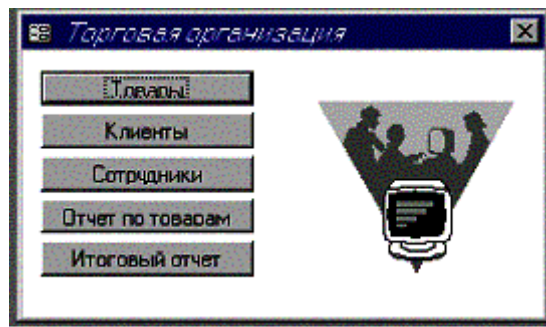 Торговая организация
Товары
Клиенты
Сотрудники
Отчет по товарам
Итоговый отчет